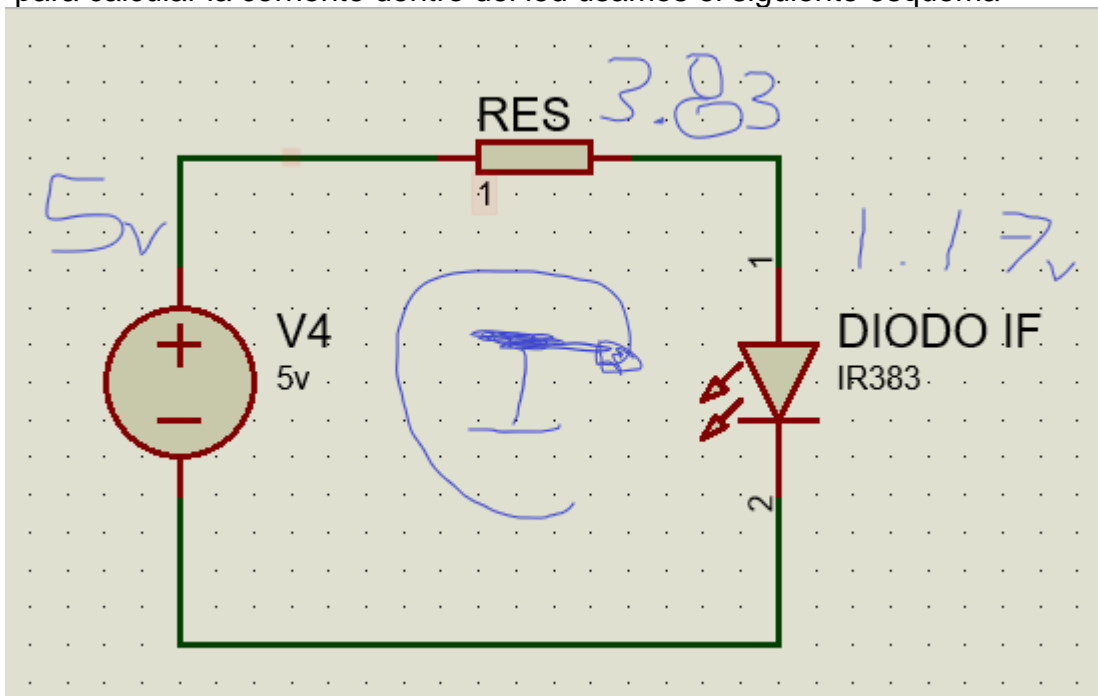 para calcular la corriente dentro del led usamos el siguiente esquema
RES 3.83
1
5v
1.17v
1
V4
5v
I
DIODO IF
IR383
2